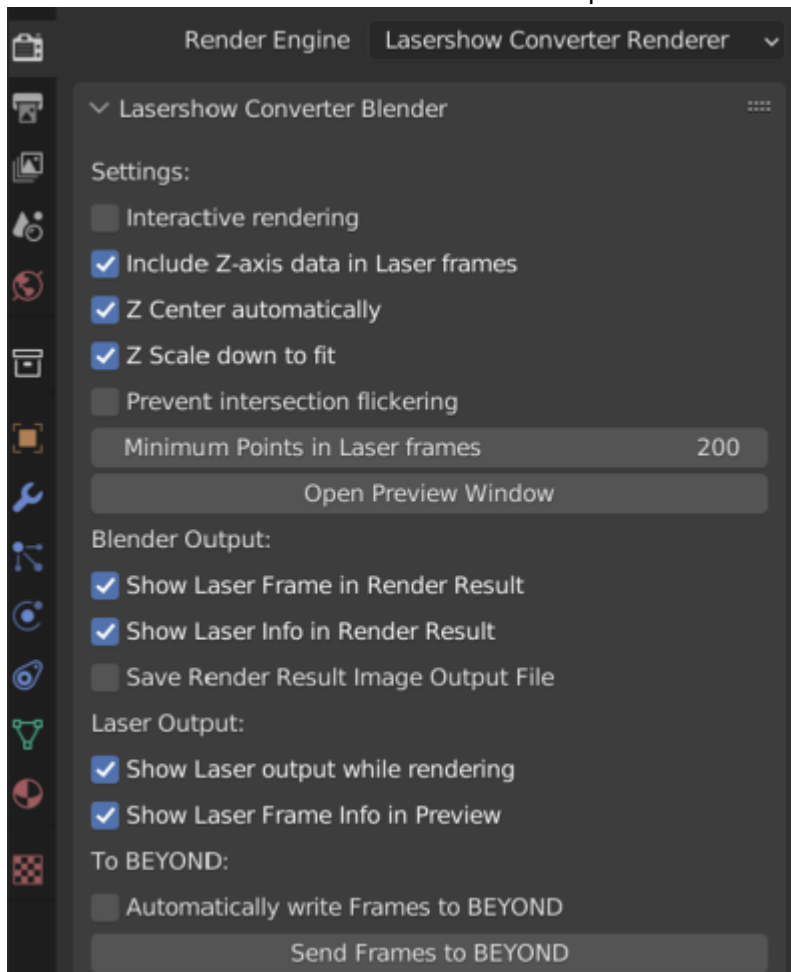 Render Engine Lasershow Converter Renderer
Lasershow Converter Blender
Settings:
Interactive rendering
Include Z-axis data in Laser frames
Z Center automatically
Z Scale down to fit
Prevent intersection flickering
Minimum Points in Laser frames 200
Open Preview Window
Blender Output:
Show Laser Frame in Render Result
Show Laser Info in Render Result
Save Render Result Image Output File
Laser Output:
Show Laser output while rendering
Show Laser Frame Info in Preview
To BEYOND:
Automatically write Frames to BEYOND
Send Frames to BEYOND